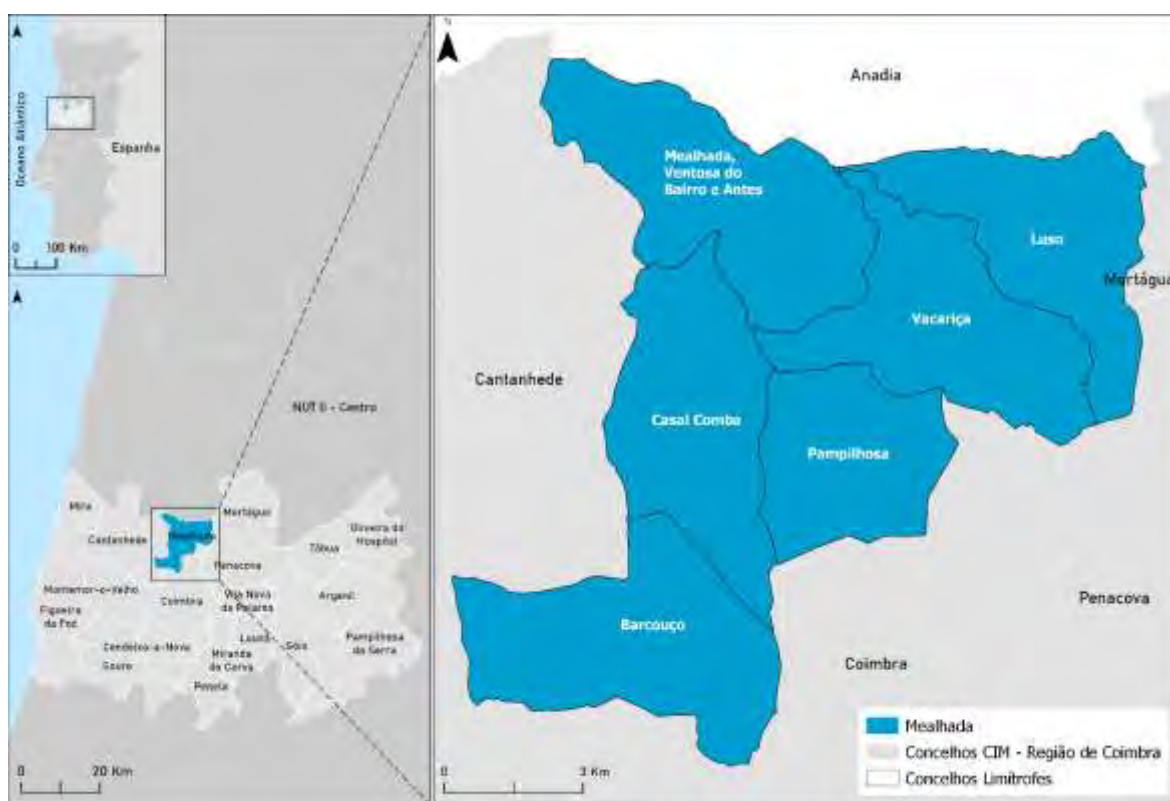 Oceano Atlântico
Espanha
0 100 Km
NUT II - Centro
Mira
Cantanhede
Mealhada
Mortágua
Penacova
Tábua
Oliveira do
Hospital
Montemor-o-Velho
Figueira
da Foz
Coimbra
Vila Nova
de Poiares
Arganil
Condeixa-a-Nova
Soure
Lousã
Góis
Miranda
do Corvo
Pampilhosa
da Serra
Penela
0 20 Km
Anadia
Mealhada,
Ventosa do
Bairro e Antes
Luso
Mortágua
Vacariça
Cantanhede
Casal Comba
Pampilhosa
Penacova
Barcouço
Coimbra
0 3 Km
Mealhada
Concelhos CIM - Região de Coimbra
Concelhos Limítrofes